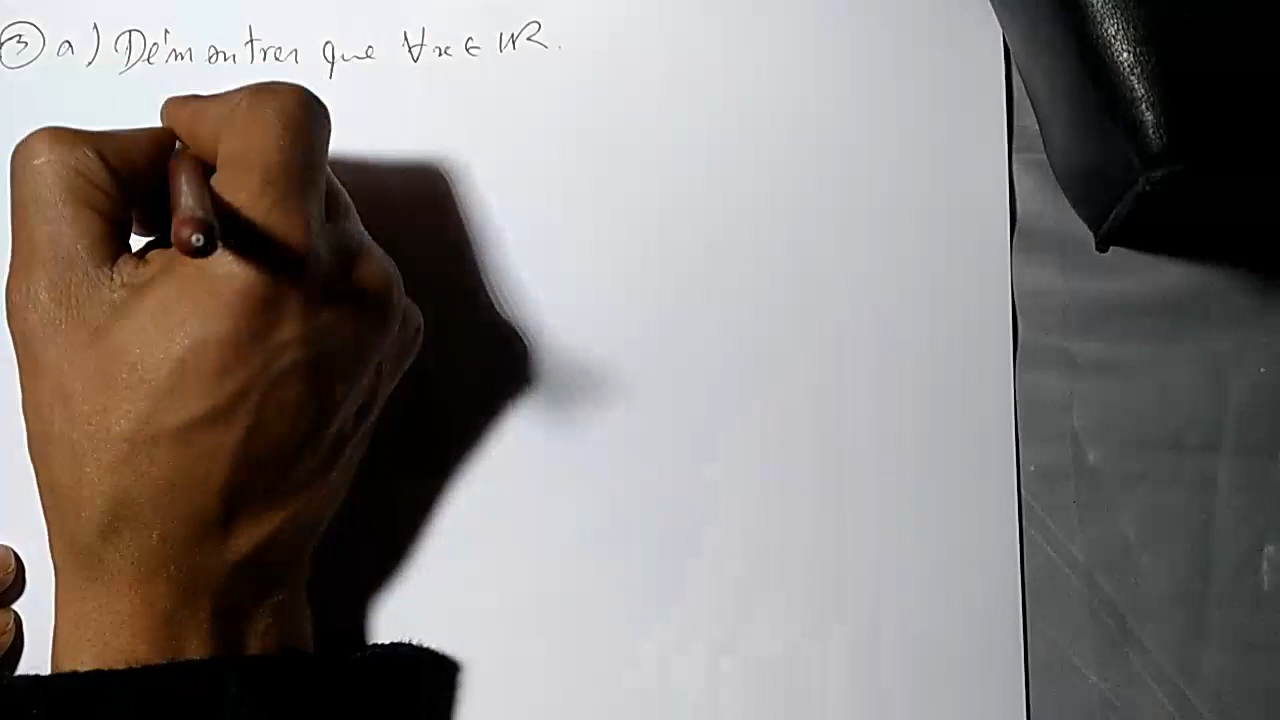 ③ a) Démontrer que ∀x ∈ ℝ.